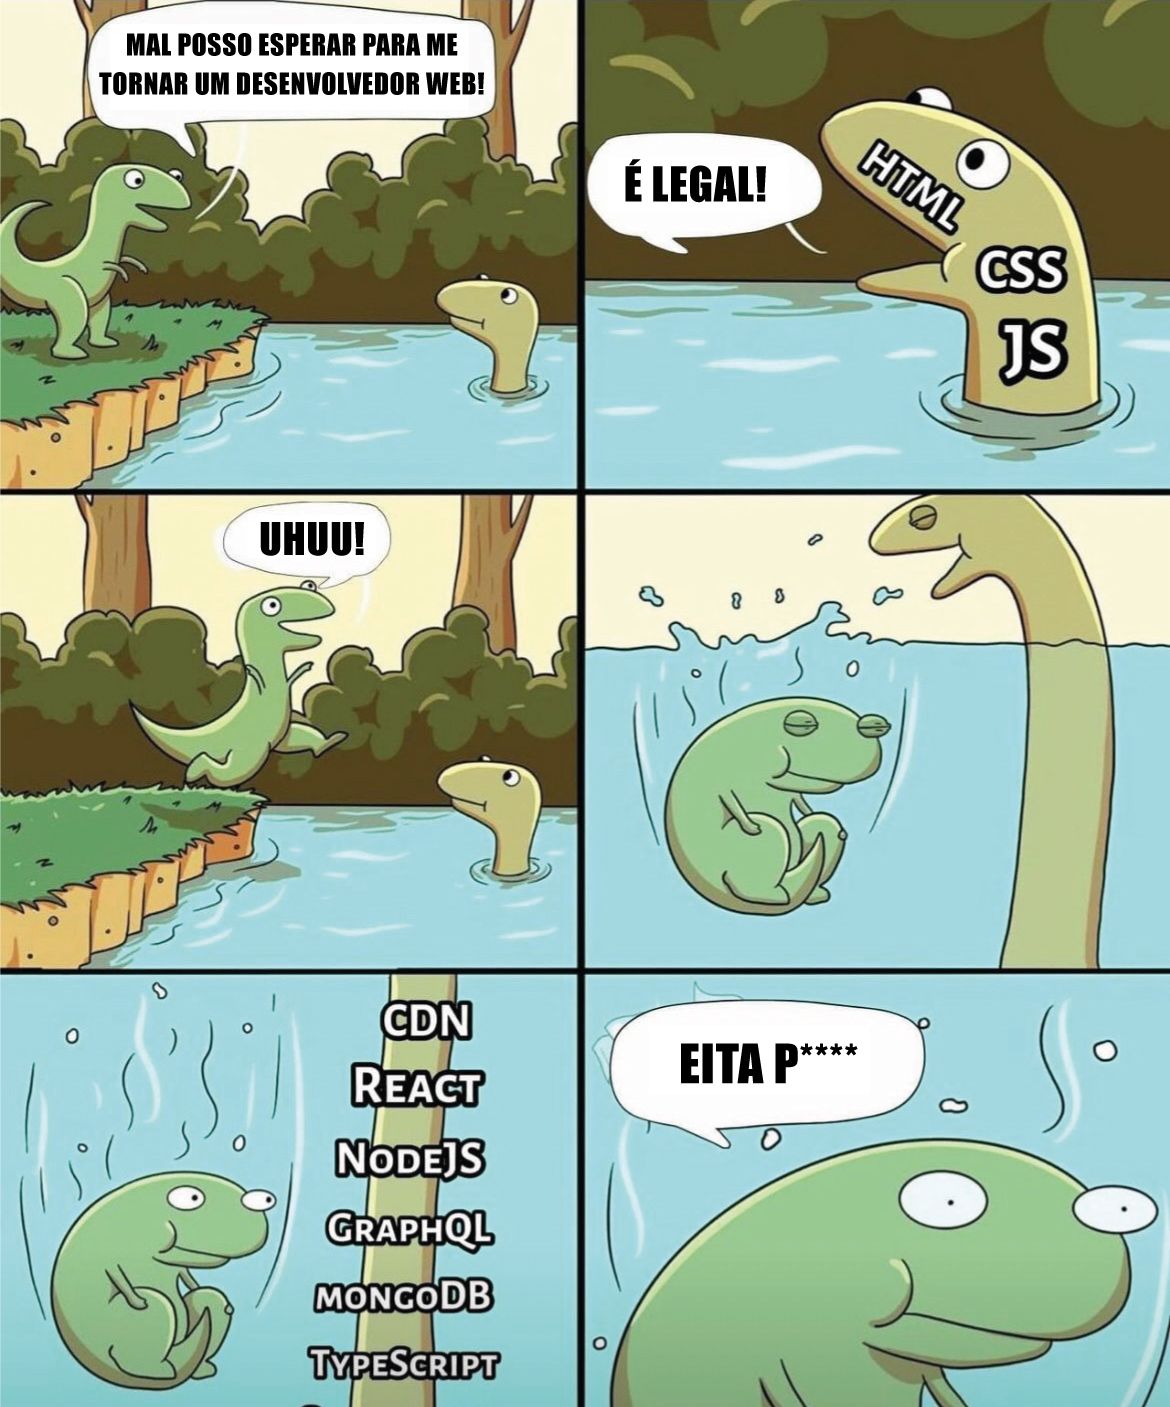 MAL POSSO ESPERAR PARA ME
TORNAR UM DESENVOLVEDOR WEB!
É LEGAL!
HTML
CSS
JS
UHUU!
CDN
REACT
NODEJS
GRAPHQL
MONGODB
TYPESCRIPT
EITA P****